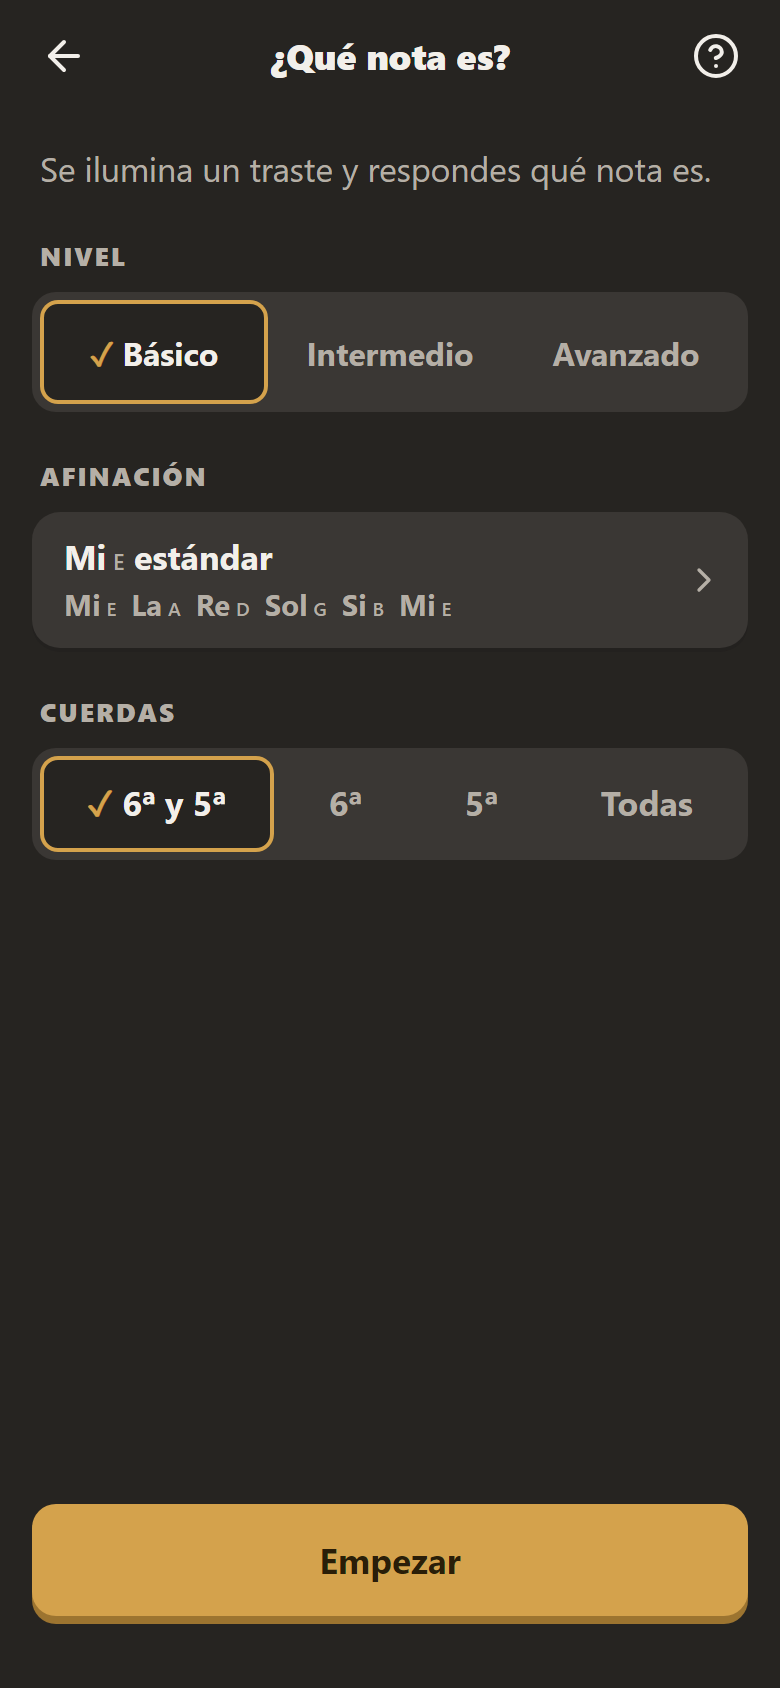 ¿Qué nota es?
Se ilumina un traste y respondes qué nota es.
NIVEL
✓ Básico Intermedio Avanzado
AFINACIÓN
Mi E estándar
Mi E La A Re D Sol G Si B Mi E
CUERDAS
✓ 6ª y 5ª 6ª 5ª Todas
Empezar